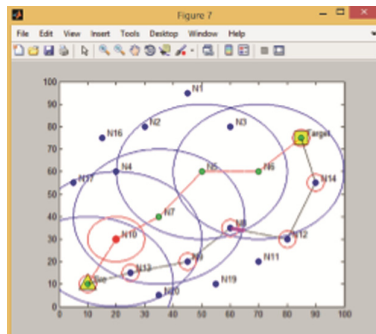 Figure 7
File Edit View Insert Tools Desktop Window Help
100
90
80
70
60
50
40
30
20
10
0
N1
N2
N3
N16
Target
N4
N5
N6
N17
N14
N7
N8
N10
N12
N9
N13
N11
N19
N20
0 10 20 30 40 50 60 70 80 90 100